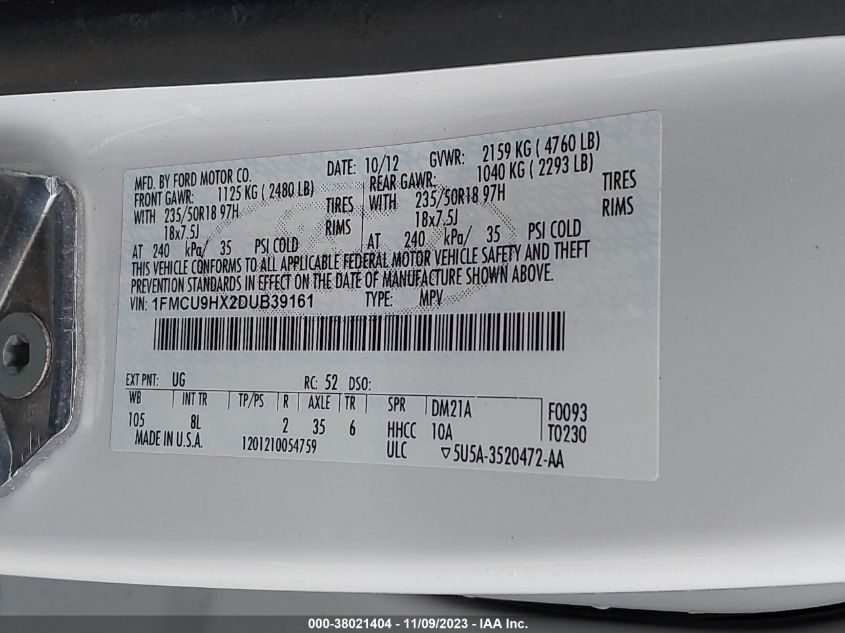 MFD. BY FORD MOTOR CO. DATE: 10/12 GVWR: 2159 KG ( 4760 LB)
FRONT GAWR: 1125 KG ( 2480 LB) REAR GAWR: 1040 KG ( 2293 LB)
WITH 235/50R18 97H TIRES WITH 235/50R18 97H TIRES
18x7.5J RIMS 18x7.5J RIMS
AT 240 kPa/ 35 PSI COLD AT 240 kPa/ 35 PSI COLD
THIS VEHICLE CONFORMS TO ALL APPLICABLE FEDERAL MOTOR VEHICLE SAFETY AND THEFT
PREVENTION STANDARDS IN EFFECT ON THE DATE OF MANUFACTURE SHOWN ABOVE.
VIN: 1FMCU9HX2DUB39161 TYPE: MPV
EXT PNT: UG RC: 52 DSO:
WB INT TR TP/PS R AXLE TR SPR DM21A F0093
105 8L 2 35 6 HHCC 10A T0230
MADE IN U.S.A. 1201210054759 ULC ▽5U5A-3520472-AA
000-38021404 - 11/09/2023 - IAA Inc.